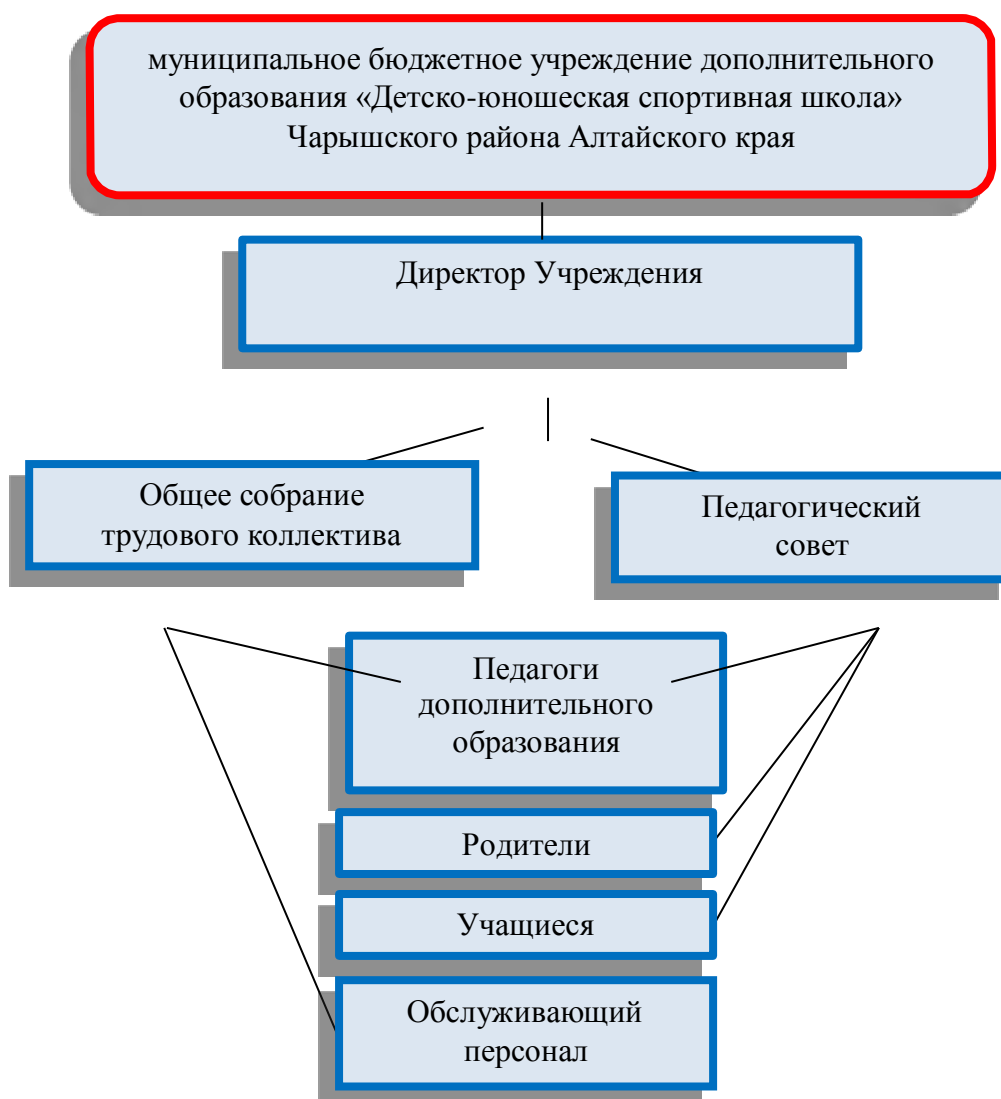 муниципальное бюджетное учреждение дополнительного
образования «Детско-юношеская спортивная школа»
Чарышского района Алтайского края
Директор Учреждения
Общее собрание
трудового коллектива
Педагогический
совет
Педагоги
дополнительного
образования
Родители
Учащиеся
Обслуживающий
персонал